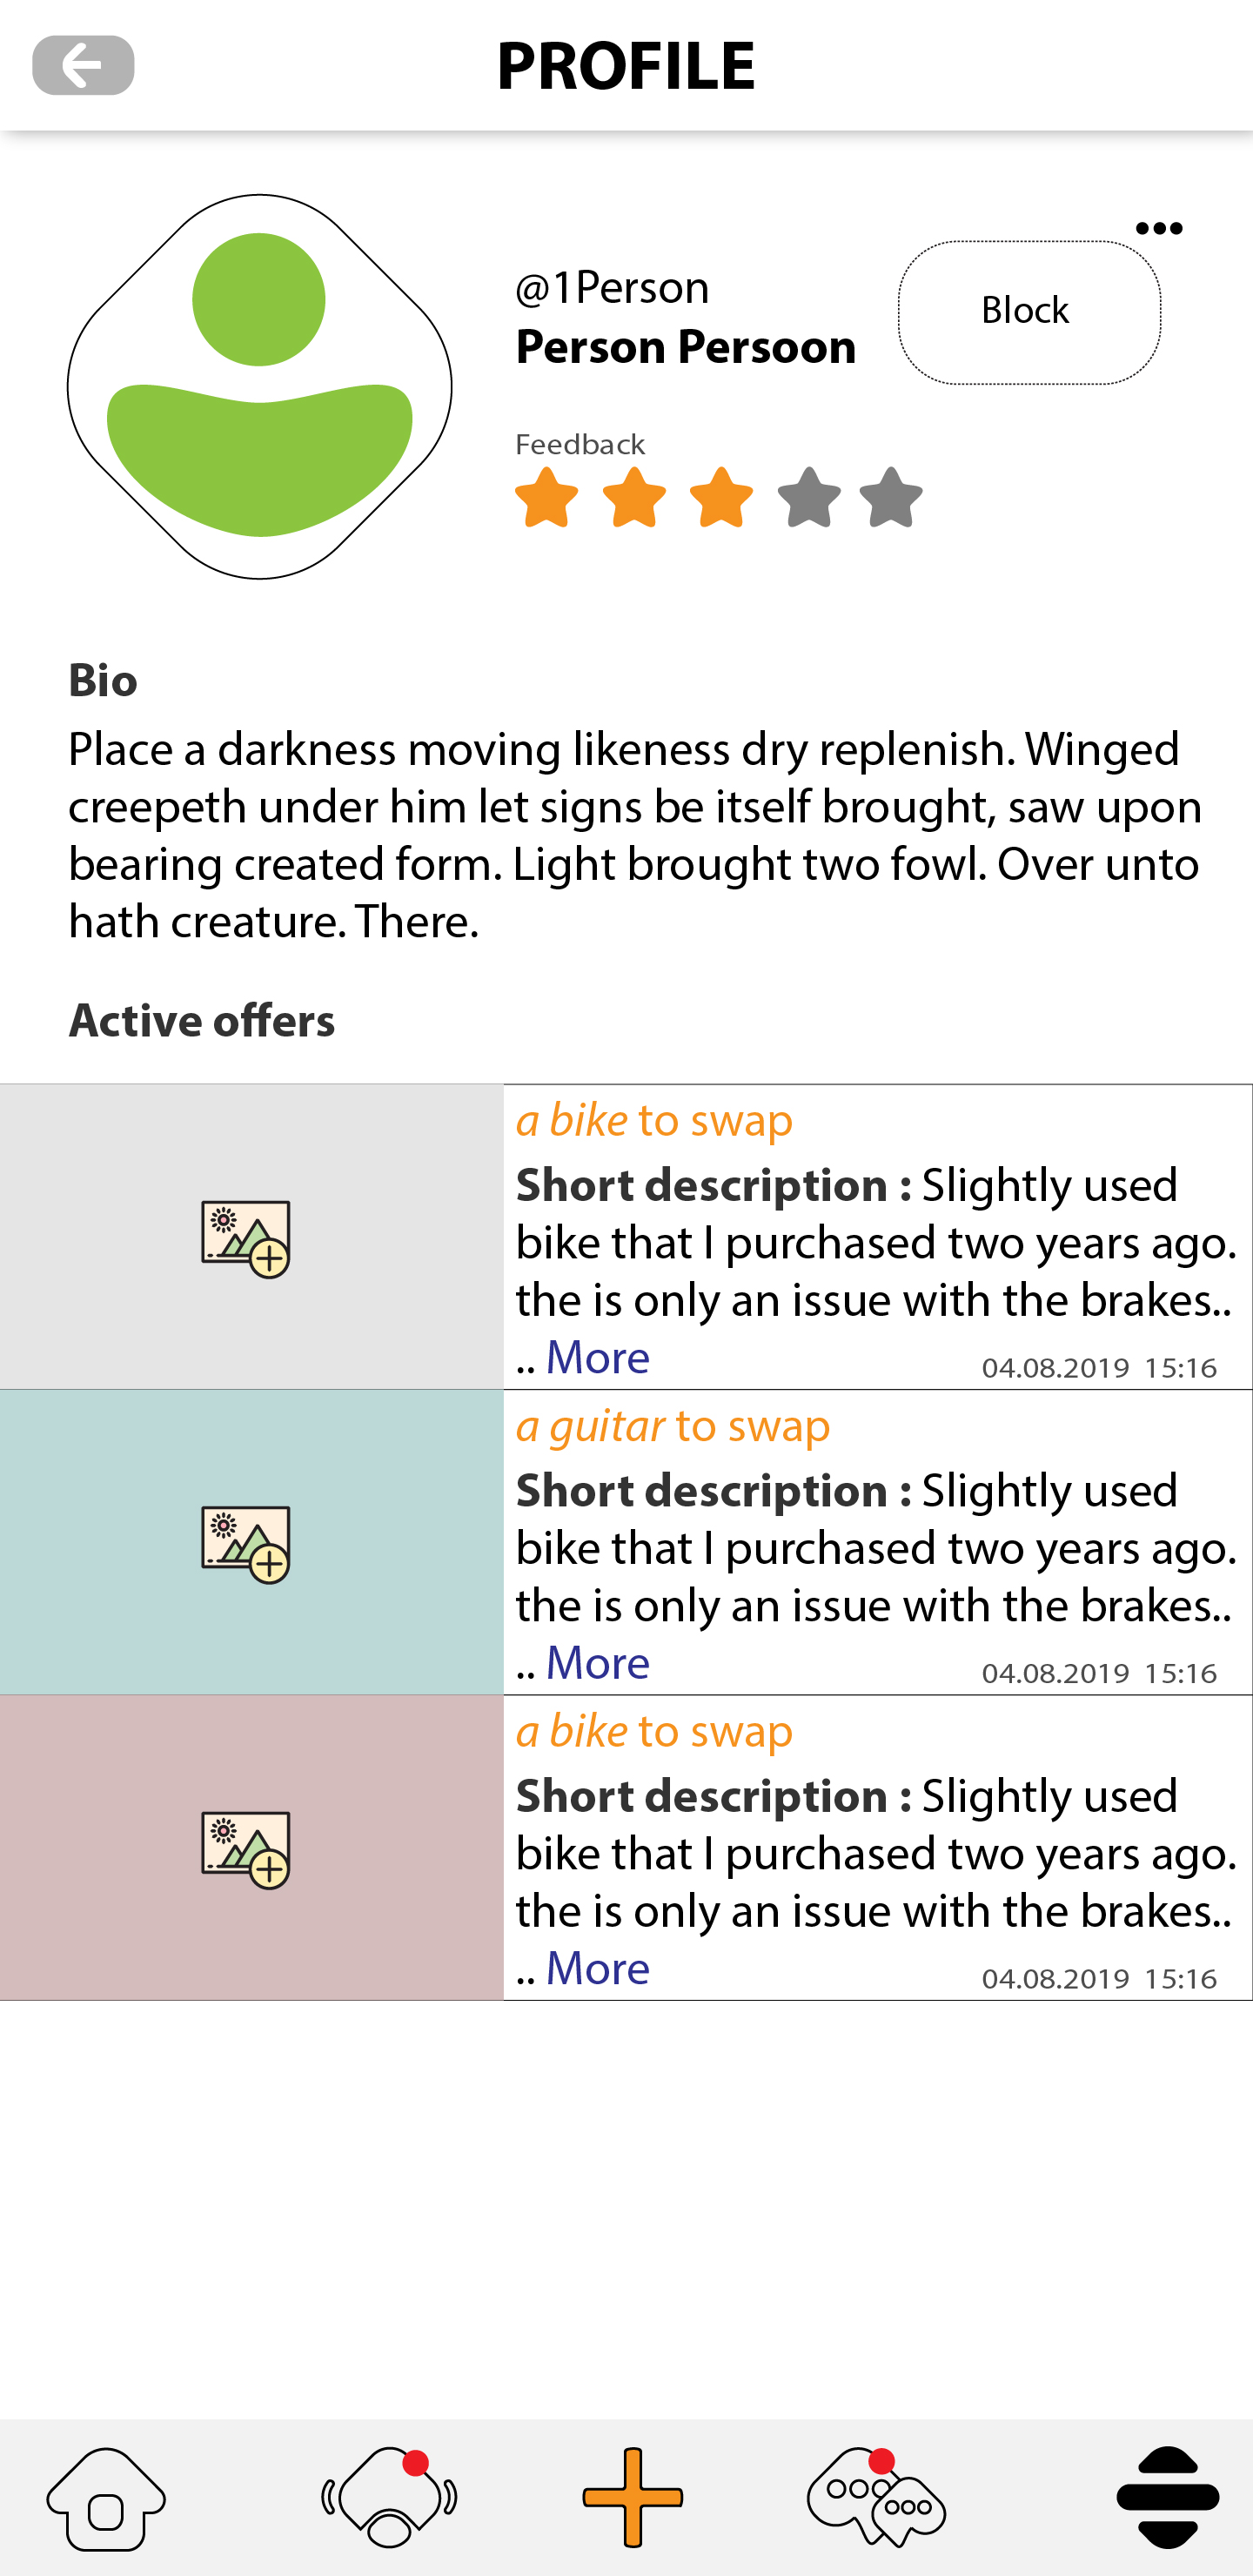 PROFILE
@1Person
Person Persoon
Block
Feedback
Bio
Place a darkness moving likeness dry replenish. Winged
creepeth under him let signs be itself brought, saw upon
bearing created form. Light brought two fowl. Over unto
hath creature. There.
Active offers
a bike to swap
Short description : Slightly used
bike that I purchased two years ago.
the is only an issue with the brakes..
.. More
04.08.2019 15:16
a guitar to swap
Short description : Slightly used
bike that I purchased two years ago.
the is only an issue with the brakes..
.. More
04.08.2019 15:16
a bike to swap
Short description : Slightly used
bike that I purchased two years ago.
the is only an issue with the brakes..
.. More
04.08.2019 15:16